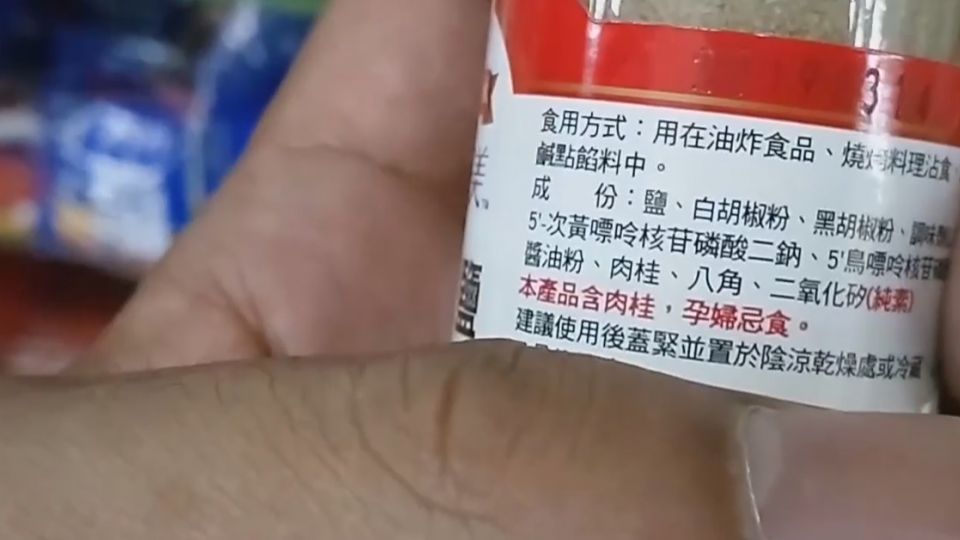 31
食用方式：用在油炸食品、燒烤料理沾食、
鹹點餡料中。
成　份：鹽、白胡椒粉、黑胡椒粉、調味劑
5'-次黃嘌呤核苷磷酸二鈉、5'鳥嘌呤核苷磷
醬油粉、肉桂、八角、二氧化矽(純素)
本產品含肉桂，孕婦忌食。
建議使用後蓋緊並置於陰涼乾燥處或冷藏
鹽